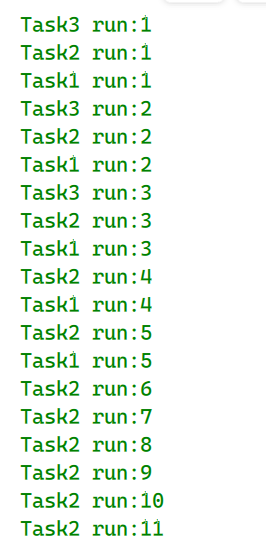 Task3 run:1
Task2 run:1
Task1 run:1
Task3 run:2
Task2 run:2
Task1 run:2
Task3 run:3
Task2 run:3
Task1 run:3
Task2 run:4
Task1 run:4
Task2 run:5
Task1 run:5
Task2 run:6
Task2 run:7
Task2 run:8
Task2 run:9
Task2 run:10
Task2 run:11